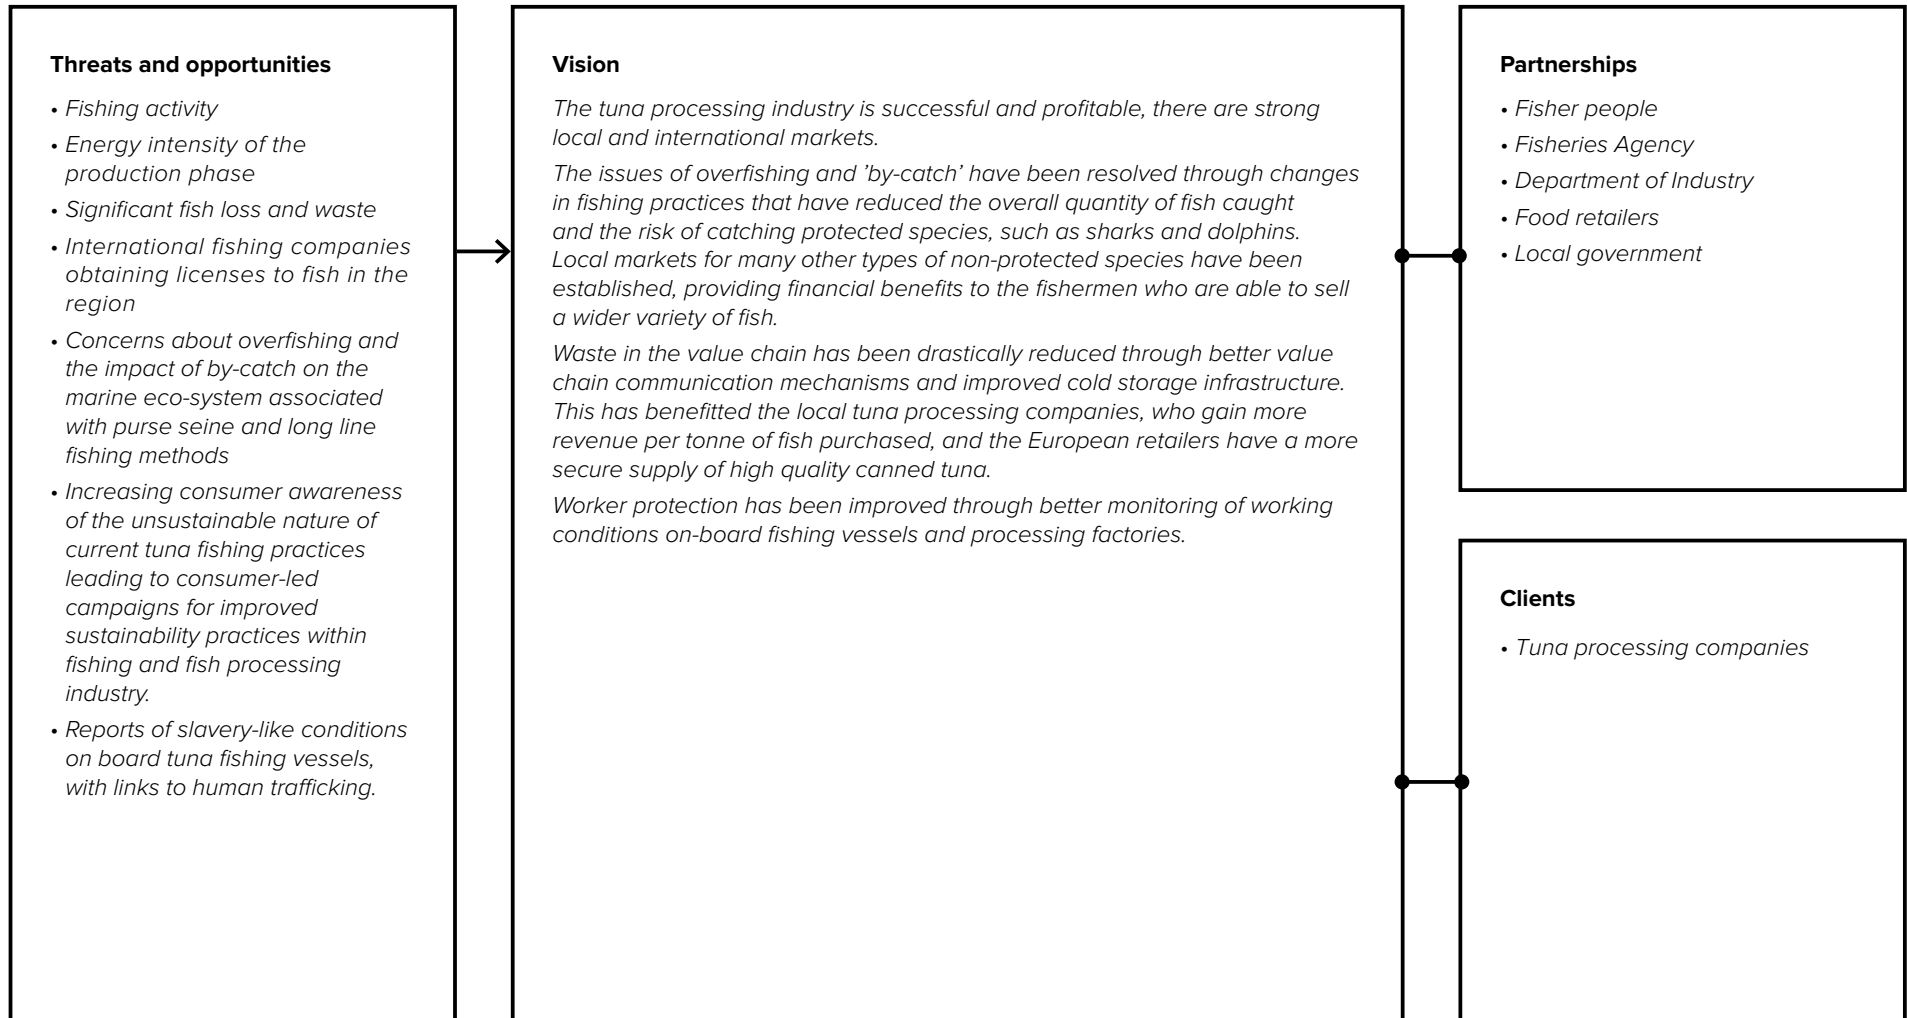 Threats and opportunities
• Fishing activity
• Energy intensity of the
production phase
• Significant fish loss and waste
• International fishing companies
obtaining licenses to fish in the
region
• Concerns about overfishing and
the impact of by-catch on the
marine eco-system associated
with purse seine and long line
fishing methods
• Increasing consumer awareness
of the unsustainable nature of
current tuna fishing practices
leading to consumer-led
campaigns for improved
sustainability practices within
fishing and fish processing
industry.
• Reports of slavery-like conditions
on board tuna fishing vessels,
with links to human trafficking.
Vision
The tuna processing industry is successful and profitable, there are strong
local and international markets.
The issues of overfishing and ’by-catch’ have been resolved through changes
in fishing practices that have reduced the overall quantity of fish caught
and the risk of catching protected species, such as sharks and dolphins.
Local markets for many other types of non-protected species have been
established, providing financial benefits to the fishermen who are able to sell
a wider variety of fish.
Waste in the value chain has been drastically reduced through better value
chain communication mechanisms and improved cold storage infrastructure.
This has benefitted the local tuna processing companies, who gain more
revenue per tonne of fish purchased, and the European retailers have a more
secure supply of high quality canned tuna.
Worker protection has been improved through better monitoring of working
conditions on-board fishing vessels and processing factories.
Partnerships
• Fisher people
• Fisheries Agency
• Department of Industry
• Food retailers
• Local government
Clients
• Tuna processing companies